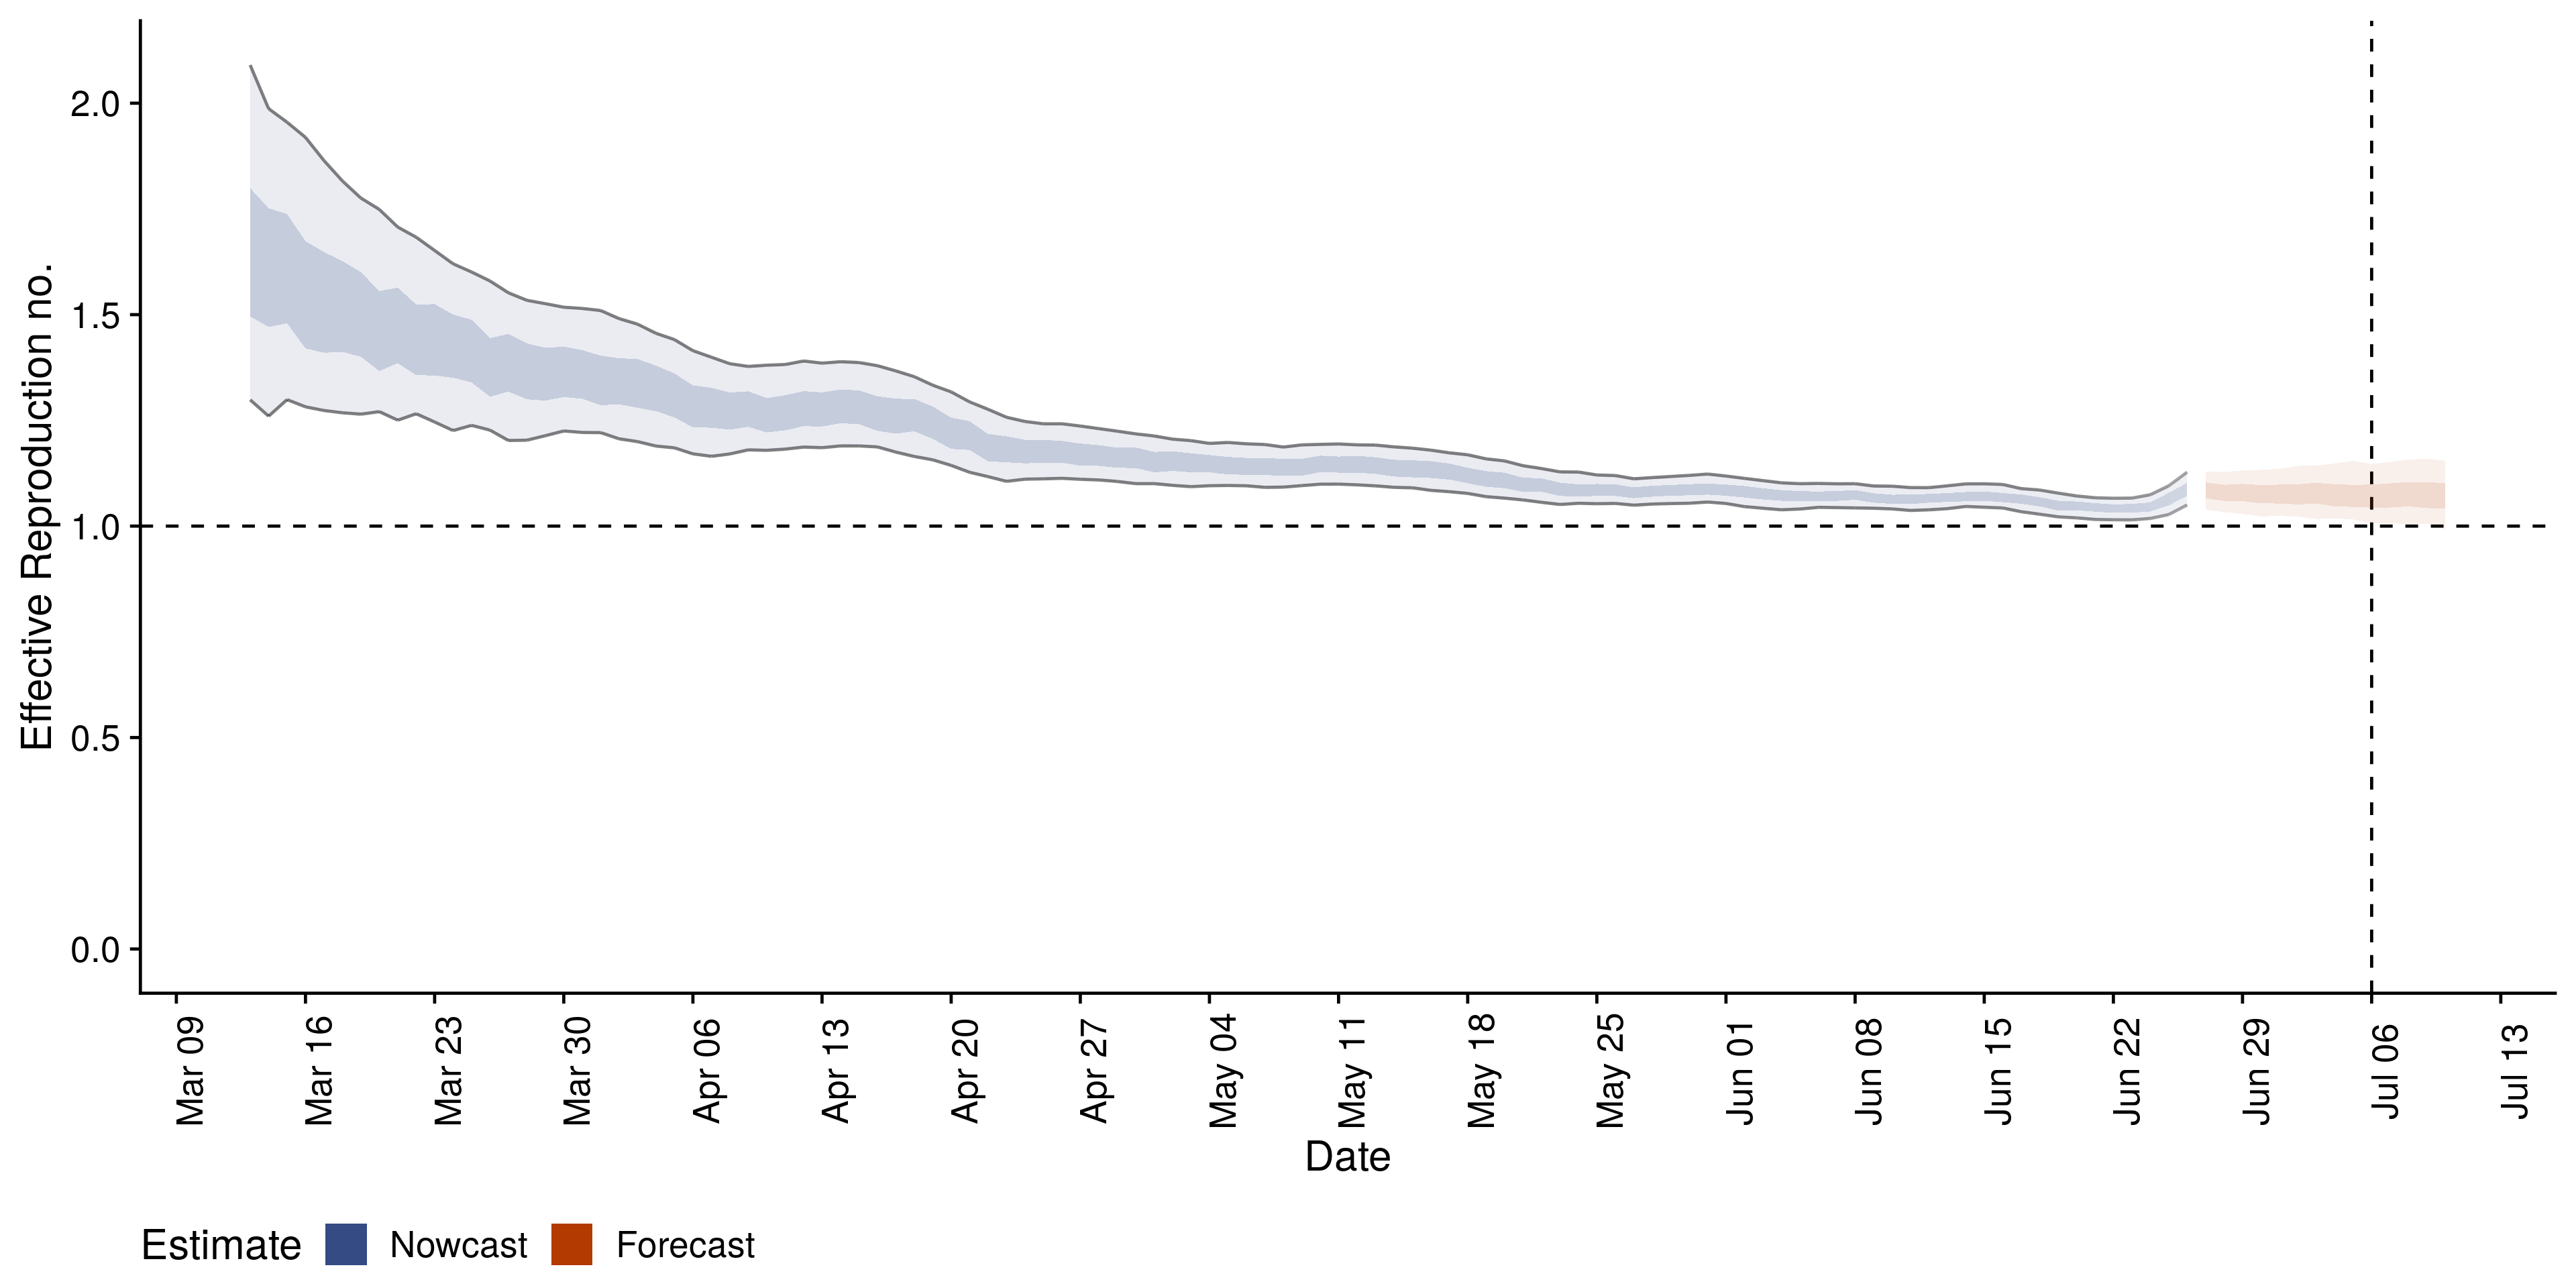 Effective Reproduction no.
2.0
1.5
1.0
0.5
0.0
Mar 09
Mar 16
Mar 23
Mar 30
Apr 06
Apr 13
Apr 20
Apr 27
May 04
May 11
May 18
May 25
Jun 01
Jun 08
Jun 15
Jun 22
Jun 29
Jul 06
Jul 13
Date
Estimate Nowcast Forecast